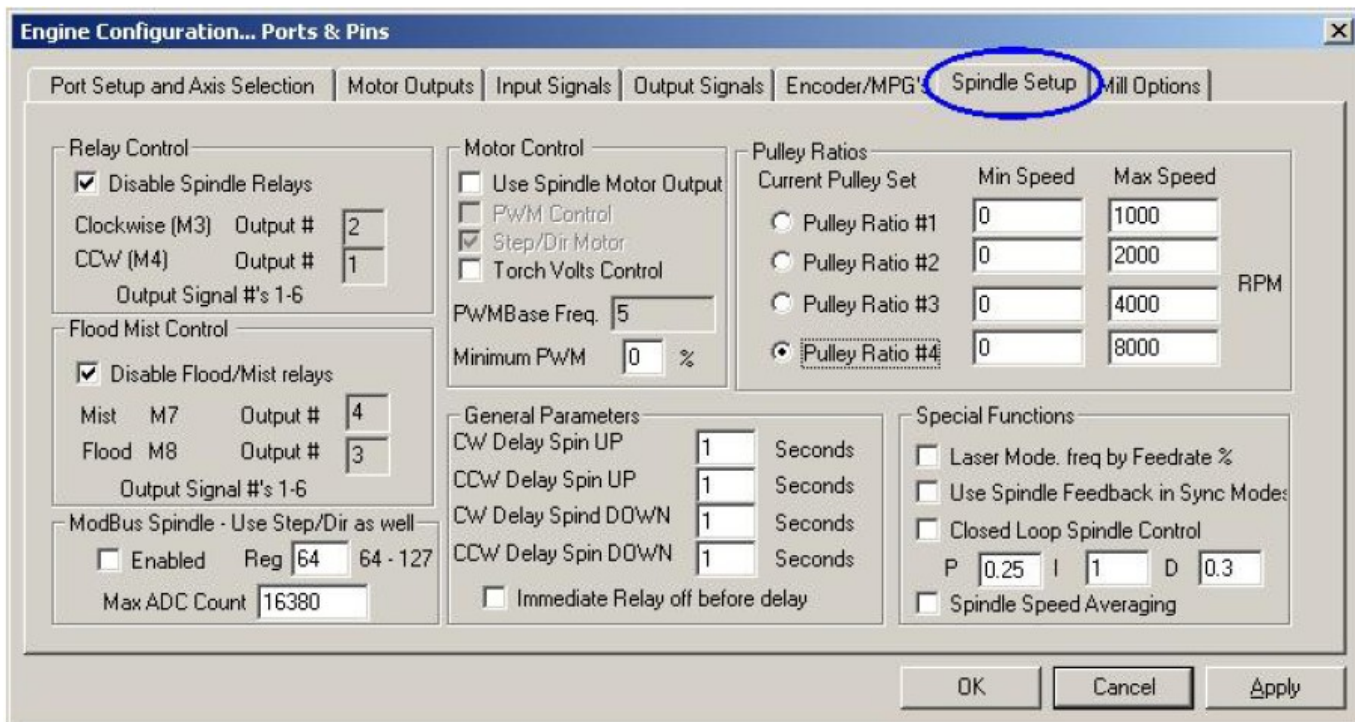 Engine Configuration... Ports & Pins
Port Setup and Axis Selection
Motor Outputs
Input Signals
Output Signals
Encoder/MPG's
Spindle Setup
Mill Options
Relay Control
Disable Spindle Relays
Clockwise (M3) Output # 2
CCW (M4) Output # 1
Output Signal #'s 1-6
Flood Mist Control
Disable Flood/Mist relays
Mist M7 Output # 4
Flood M8 Output # 3
Output Signal #'s 1-6
ModBus Spindle - Use Step/Dir as well
Enabled Reg 64 64 - 127
Max ADC Count 16380
Motor Control
Use Spindle Motor Output
PWM Control
Step/Dir Motor
Torch Volts Control
PWMBase Freq. 5
Minimum PWM 0 %
General Parameters
CW Delay Spin UP 1 Seconds
CCW Delay Spin UP 1 Seconds
CW Delay Spind DOWN 1 Seconds
CCW Delay Spin DOWN 1 Seconds
Immediate Relay off before delay
Pulley Ratios
Current Pulley Set Min Speed Max Speed
Pulley Ratio #1 0 1000
Pulley Ratio #2 0 2000
Pulley Ratio #3 0 4000
Pulley Ratio #4 0 8000
RPM
Special Functions
Laser Mode. freq by Feedrate %
Use Spindle Feedback in Sync Modes
Closed Loop Spindle Control
P 0.25 I 1 D 0.3
Spindle Speed Averaging
OK
Cancel
Apply